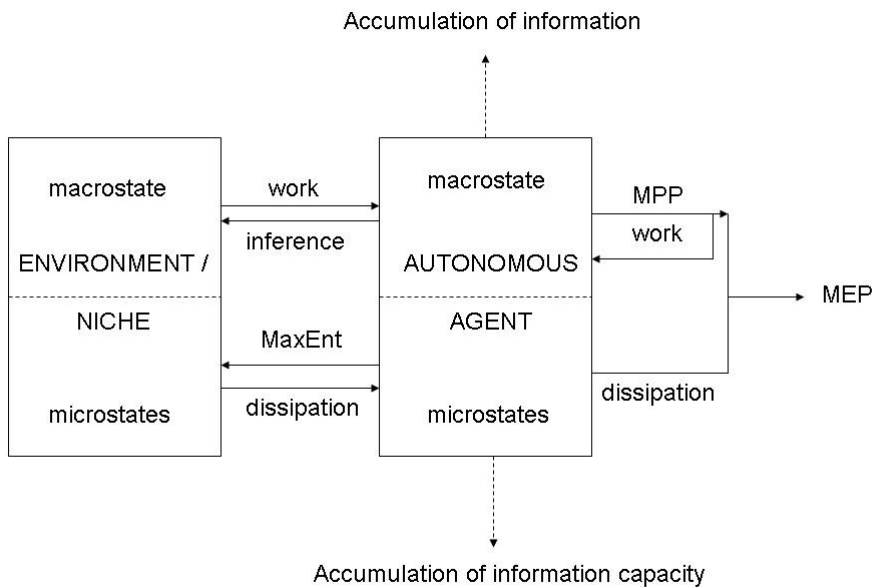 Accumulation of information
macrostate
work
macrostate
MPP
inference
work
ENVIRONMENT /
AUTONOMOUS
MEP
NICHE
AGENT
MaxEnt
dissipation
dissipation
microstates
microstates
Accumulation of information capacity